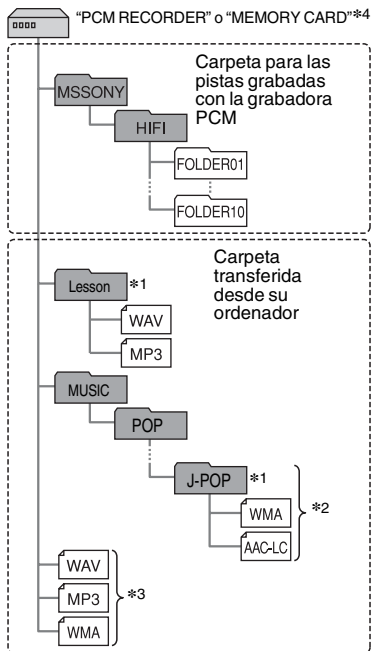 “PCM RECORDER” o “MEMORY CARD”*4
Carpeta para las
pistas grabadas
con la grabadora
PCM
MSSONY
HIFI
FOLDER01
FOLDER10
Carpeta
transferida
desde su
ordenador
Lesson *1
WAV
MP3
MUSIC
POP
J-POP *1
WMA
*2
AAC-LC
WAV
MP3 *3
WMA